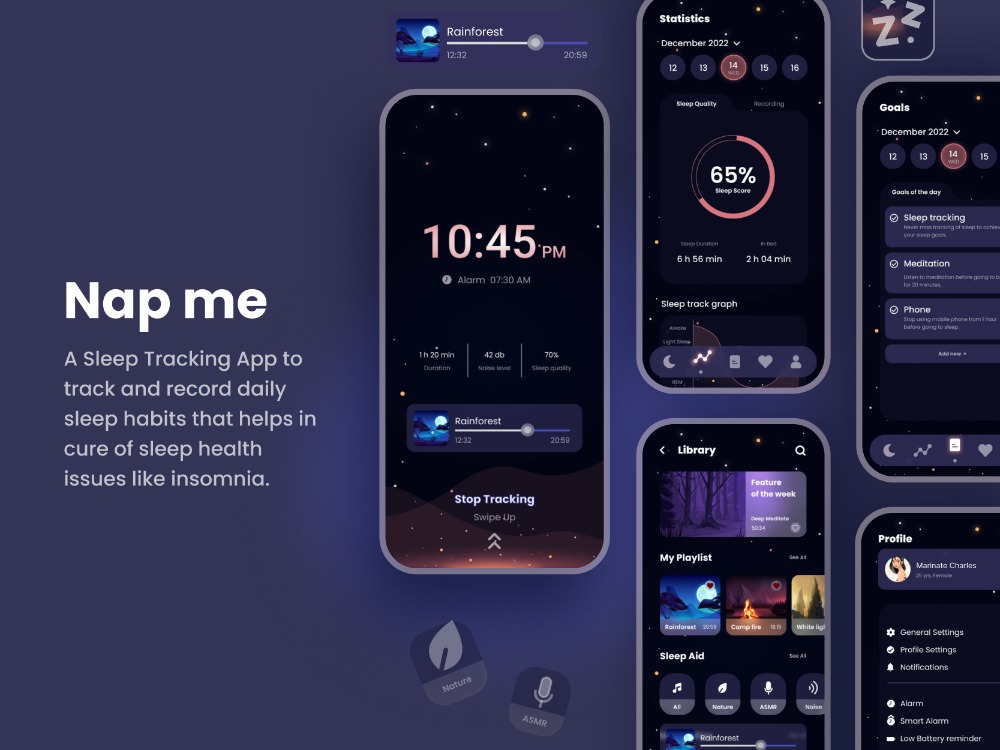 Nap me
A Sleep Tracking App to
track and record daily
sleep habits that helps in
cure of sleep health
issues like insomnia.
Rainforest
12:32 20:59
10:45 PM
Alarm 07:30 AM
1 h 20 min 42 db 70%
Duration Noise level Sleep quality
Rainforest
12:32 20:59
Stop Tracking
Swipe Up
Nature
ASMR
Statistics
December 2022
12 13 14 15 16
WED
Sleep Quality Recording
65%
Sleep Score
Sleep Duration In Bed
6 h 56 min 2 h 04 min
Sleep track graph
Awake
Light Sleep
REM
Library
Feature
of the week
Deep Meditate
50:34
My Playlist See All
Rainforest 20:59 Camp fire 19:15 White lig
Sleep Aid See All
All Nature ASMR Noise
Rainforest
12:32 20:59
Z Z
Goals
December 2022
12 13 14 15
WED
Goals of the day
Sleep tracking
Never miss tracking of sleep to achie
your sleep goals.
Meditation
Listen to meditation before going to b
for 20 minutes.
Phone
Stop using mobile phone from 1 hour
before going to sleep.
Add new +
Profile
Marinate Charles
25 yrs, Female
General Settings
Profile Settings
Notifications
Alarm
Smart Alarm
Low Battery reminder